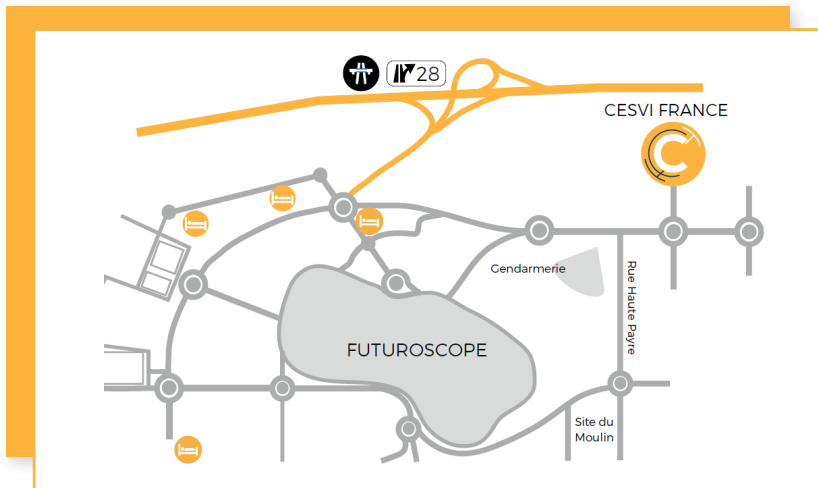 28
CESVI FRANCE
C
Gendarmerie
Rue Haute Payre
FUTUROSCOPE
Site du
Moulin